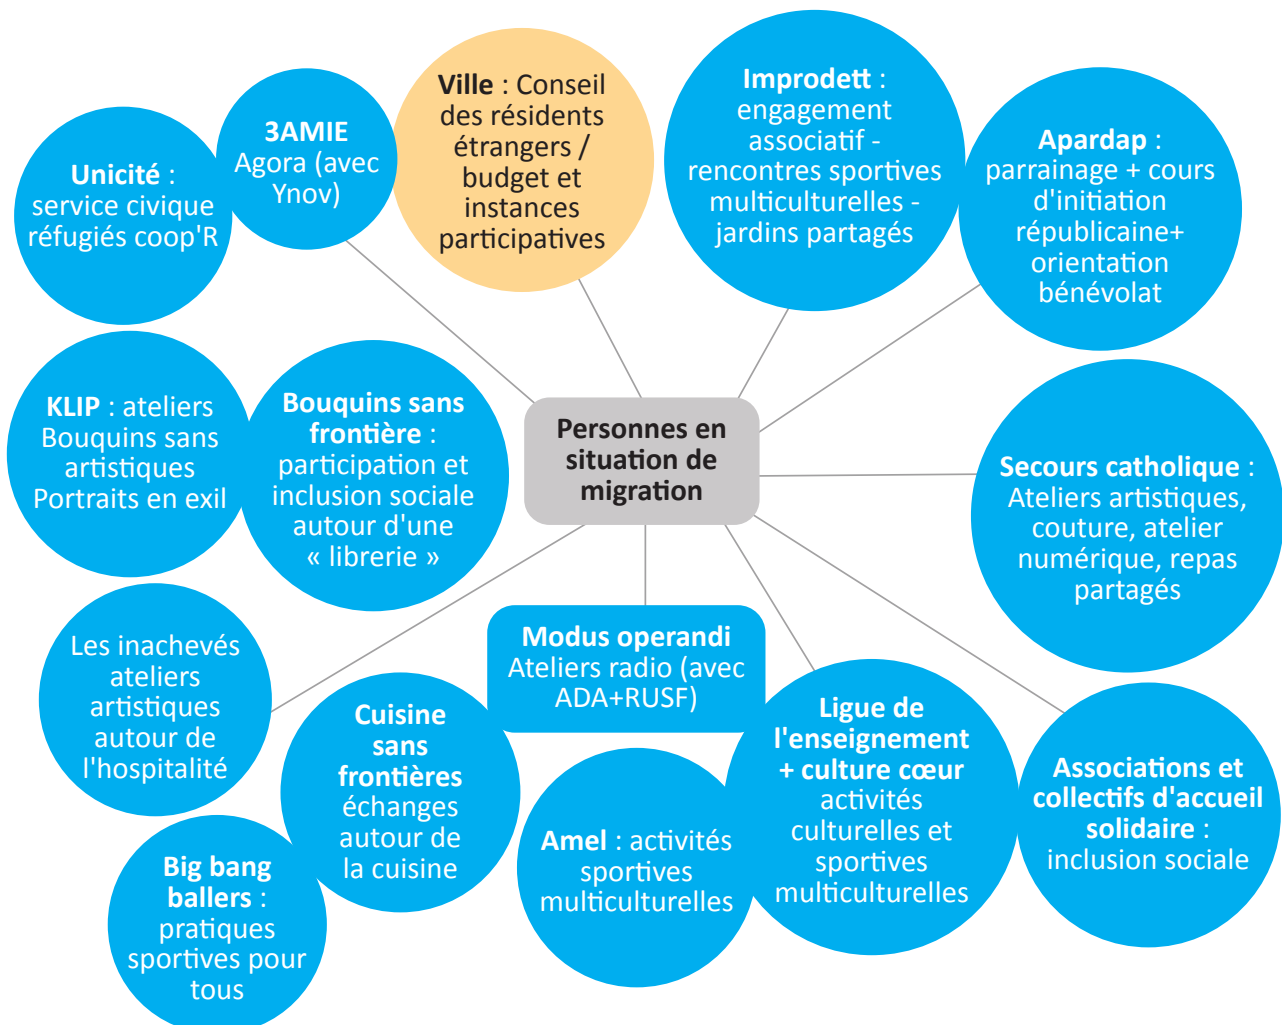 Unicité :
service civique
réfugiés coop'R
3AMIE
Agora (avec
Ynov)
Ville : Conseil
des résidents
étrangers /
budget et
instances
participatives
Improdett :
engagement
associatif -
rencontres sportives
multiculturelles -
jardins partagés
Apardap :
parrainage + cours
d'initiation
républicaine+
orientation
bénévolat
KLIP : ateliers
Bouquins sans
artistiques
Portraits en exil
Bouquins sans
frontière :
participation et
inclusion sociale
autour d'une
« librerie »
Personnes en
situation de
migration
Secours catholique :
Ateliers artistiques,
couture, atelier
numérique, repas
partagés
Les inachevés
ateliers
artistiques
autour de
l'hospitalité
Modus operandi
Ateliers radio (avec
ADA+RUSF)
Cuisine
sans
frontières
échanges
autour de
la cuisine
Ligue de
l'enseignement
+ culture cœur
activités
culturelles et
sportives
multiculturelles
Associations et
collectifs d'accueil
solidaire :
inclusion sociale
Amel : activités
sportives
multiculturelles
Big bang
ballers :
pratiques
sportives pour
tous